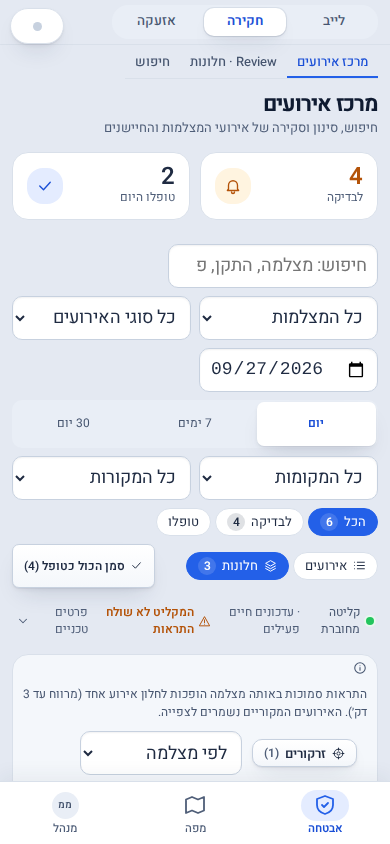 לייב
חקירה
אזעקה
מרכז אירועים
Review · חלונות
חיפוש
מרכז אירועים
חיפוש, סינון וסקירה של אירועי המצלמות והחיישנים
4
לבדיקה
2
טופלו היום
חיפוש: מצלמה, התקן, פ
כל המצלמות
כל סוגי האירועים
09/27/2026
יום
7 ימים
30 יום
כל המקומות
כל המקורות
הכל 6
לבדיקה 4
טופלו
אירועים
חלונות 3
סמן הכול כטופל (4)
קליטה מחוברת
· עדכונים חיים פעילים
המקליט לא שולח התראות
פרטים טכניים
התראות סמוכות באותה מצלמה הופכות לחלון אירוע אחד (מרווח עד 3
דק'). האירועים המקוריים נשמרים לצפייה.
זרקורים (1)
לפי מצלמה
אבטחה
מפה
ממ
מנהל